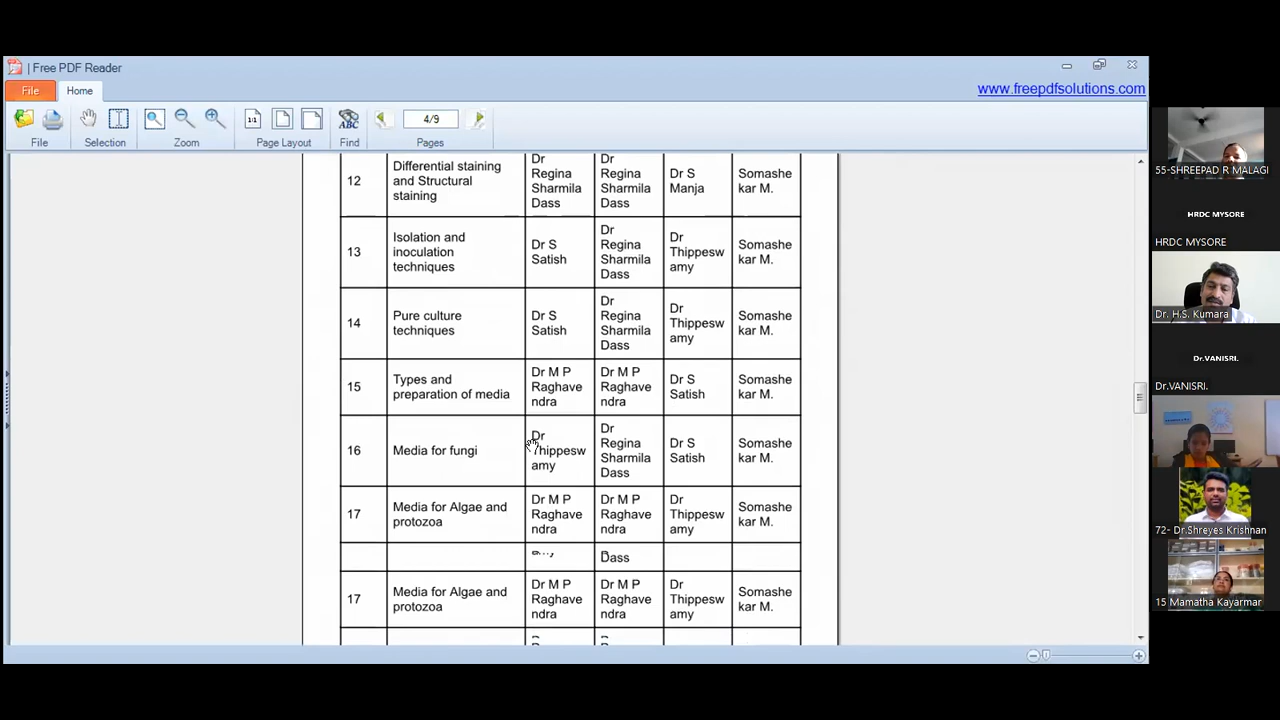 Free PDF Reader
www.freepdfsolutions.com
File
Home
1:1
ABC
4/9
File
Selection
Zoom
Page Layout
Find
Pages
12
Differential staining
and Structural
staining
Dr
Regina
Sharmila
Dass
Dr
Regina
Sharmila
Dass
Dr S
Manja
Somashe
kar M.
13
Isolation and
inoculation
techniques
Dr S
Satish
Dr
Regina
Sharmila
Dass
Dr
Thippesw
amy
Somashe
kar M.
14
Pure culture
techniques
Dr S
Satish
Dr
Regina
Sharmila
Dass
Dr
Thippesw
amy
Somashe
kar M.
15
Types and
preparation of media
Dr M P
Raghave
ndra
Dr M P
Raghave
ndra
Dr S
Satish
Somashe
kar M.
16
Media for fungi
Dr
Thippesw
amy
Dr
Regina
Sharmila
Dass
Dr S
Satish
Somashe
kar M.
17
Media for Algae and
protozoa
Dr M P
Raghave
ndra
Dr M P
Raghave
ndra
Dr
Thippesw
amy
Somashe
kar M.
Dass
17
Media for Algae and
protozoa
Dr M P
Raghave
ndra
Dr M P
Raghave
ndra
Dr
Thippesw
amy
Somashe
kar M.
55-SHREEPAD R MALAGI
HRDC MYSORE
HRDC MYSORE
Dr. H.S. Kumara
Dr.VANISRI.
Dr.VANISRI.
72- Dr.Shreyes Krishnan
15 Mamatha Kayarmar